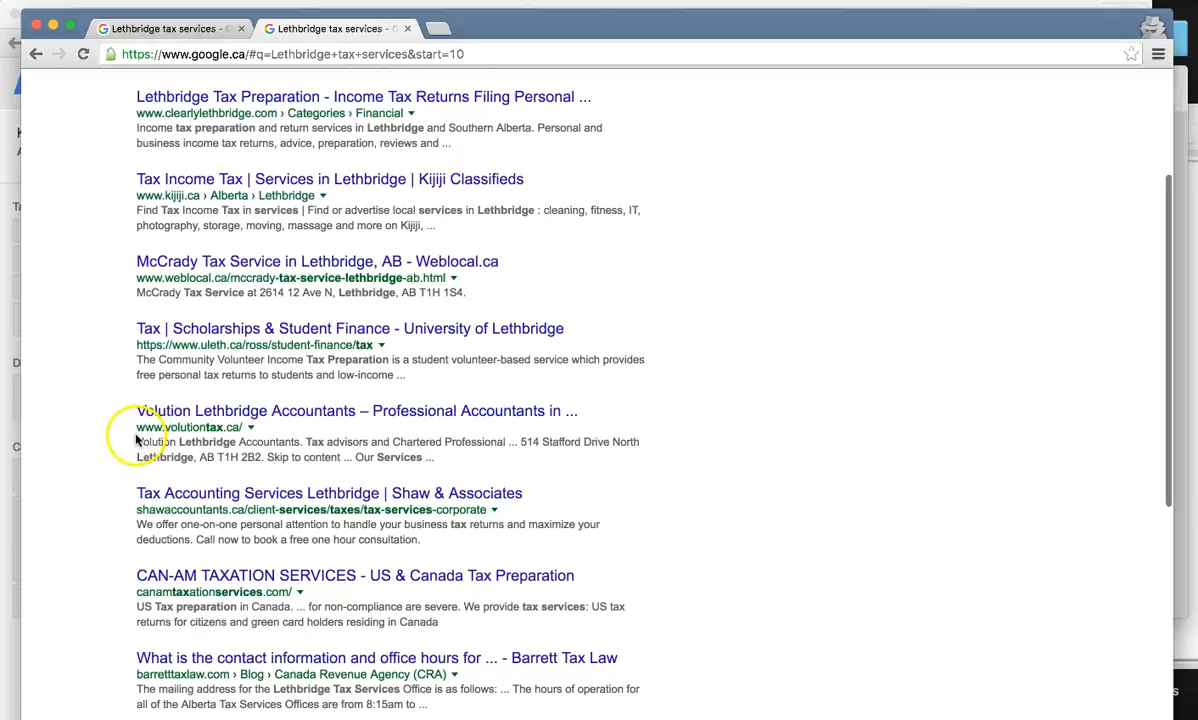 Lethbridge tax services -
Lethbridge tax services -
https://www.google.ca/#q=Lethbridge+tax+services&start=10
Lethbridge Tax Preparation - Income Tax Returns Filing Personal ...
www.clearlylethbridge.com › Categories › Financial
Income tax preparation and return services in Lethbridge and Southern Alberta. Personal and
business income tax returns, advice, preparation, reviews and ...
Tax Income Tax | Services in Lethbridge | Kijiji Classifieds
www.kijiji.ca › Alberta › Lethbridge
Find Tax Income Tax in services | Find or advertise local services in Lethbridge : cleaning, fitness, IT,
photography, storage, moving, massage and more on Kijiji, ...
McCrady Tax Service in Lethbridge, AB - Weblocal.ca
www.weblocal.ca/mccrady-tax-service-lethbridge-ab.html
McCrady Tax Service at 2614 12 Ave N, Lethbridge, AB T1H 1S4.
Tax | Scholarships & Student Finance - University of Lethbridge
https://www.uleth.ca/ross/student-finance/tax
The Community Volunteer Income Tax Preparation is a student volunteer-based service which provides
free personal tax returns to students and low-income ...
Volution Lethbridge Accountants – Professional Accountants in ...
www.volutiontax.ca/
Volution Lethbridge Accountants. Tax advisors and Chartered Professional ... 514 Stafford Drive North
Lethbridge, AB T1H 2B2. Skip to content ... Our Services ...
Tax Accounting Services Lethbridge | Shaw & Associates
shawaccountants.ca/client-services/taxes/tax-services-corporate
We offer one-on-one personal attention to handle your business tax returns and maximize your
deductions. Call now to book a free one hour consultation.
CAN-AM TAXATION SERVICES - US & Canada Tax Preparation
canamtaxationservices.com/
US Tax preparation in Canada. ... for non-compliance are severe. We provide tax services: US tax
returns for citizens and green card holders residing in Canada
What is the contact information and office hours for ... - Barrett Tax Law
barretttaxlaw.com › Blog › Canada Revenue Agency (CRA)
The mailing address for the Lethbridge Tax Services Office is as follows: ... The hours of operation for
all of the Alberta Tax Services Offices are from 8:15am to ...